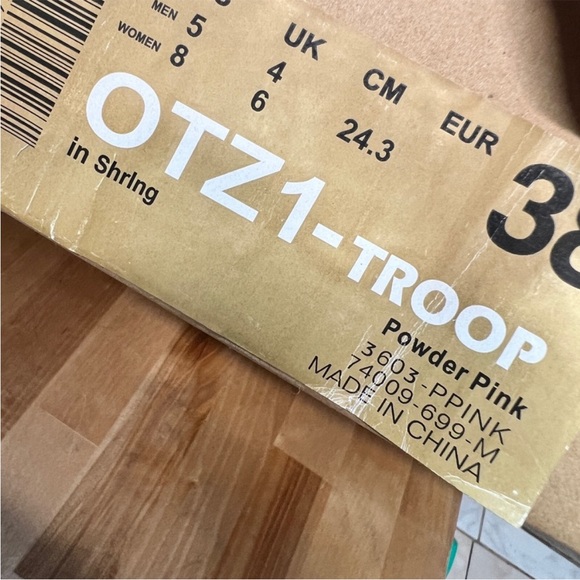 MEN 5 UK 4 CM EUR
WOMEN 8 6 24.3 38
OTZ1-TROOP
in Shrlng
Powder Pink
3603-PPINK
74009-699-M
MADE IN CHINA